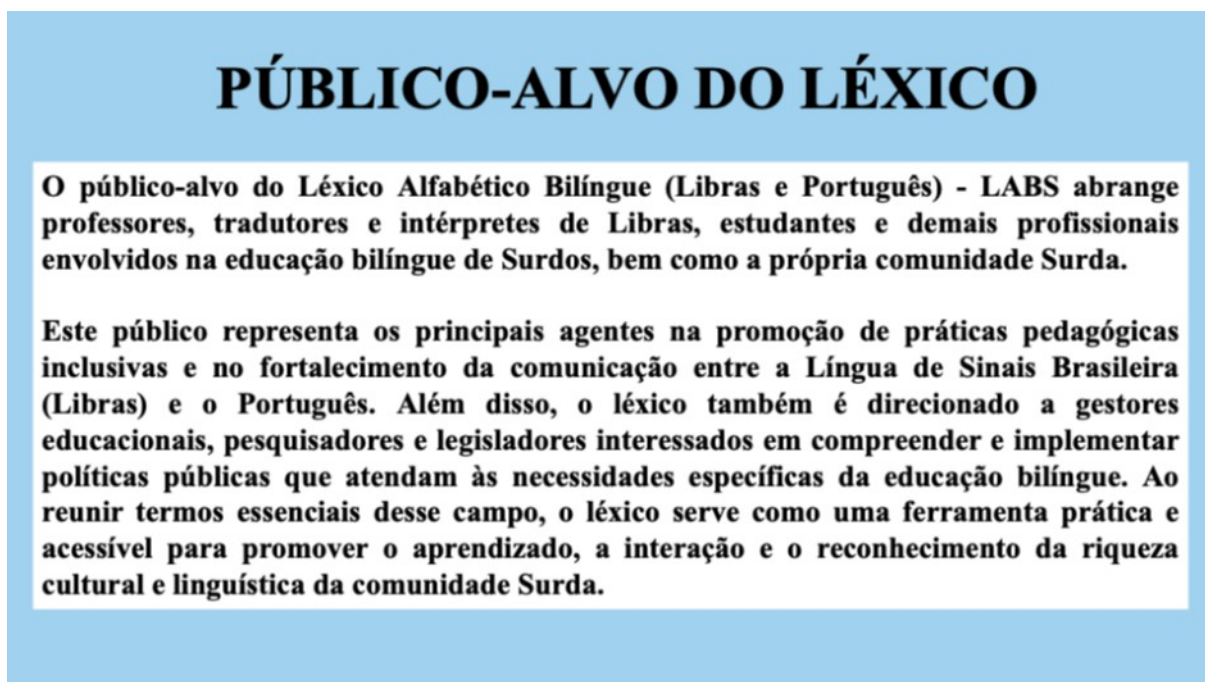 PÚBLICO-ALVO DO LÉXICO
O público-alvo do Léxico Alfabético Bilíngue (Libras e Português) - LABS abrange
professores, tradutores e intérpretes de Libras, estudantes e demais profissionais
envolvidos na educação bilíngue de Surdos, bem como a própria comunidade Surda.
Este público representa os principais agentes na promoção de práticas pedagógicas
inclusivas e no fortalecimento da comunicação entre a Língua de Sinais Brasileira
(Libras) e o Português. Além disso, o léxico também é direcionado a gestores
educacionais, pesquisadores e legisladores interessados em compreender e implementar
políticas públicas que atendam às necessidades específicas da educação bilíngue. Ao
reunir termos essenciais desse campo, o léxico serve como uma ferramenta prática e
acessível para promover o aprendizado, a interação e o reconhecimento da riqueza
cultural e linguística da comunidade Surda.